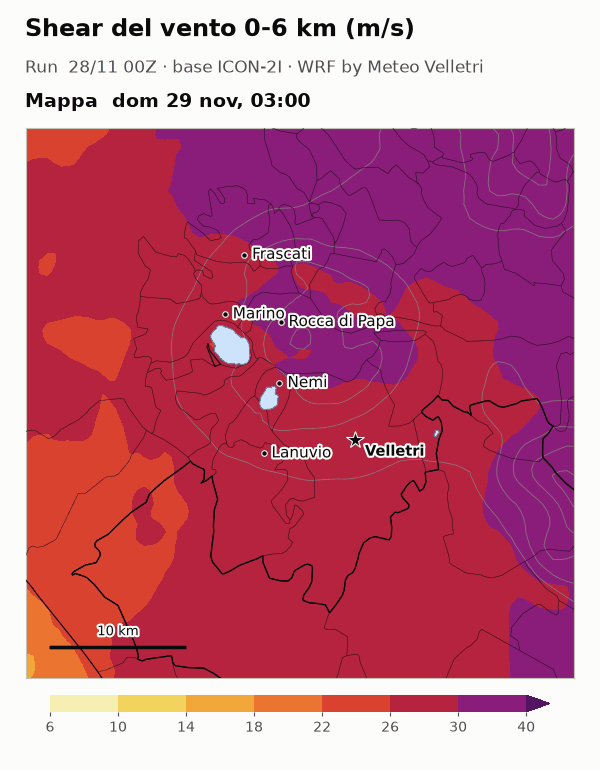 Shear del vento 0-6 km (m/s)
Run  28/11 00Z · base ICON-2I · WRF by Meteo Velletri
Mappa  dom 29 nov, 03:00
Frascati
Marino
Rocca di Papa
Nemi
Lanuvio
Velletri
10 km
6 10 14 18 22 26 30 40